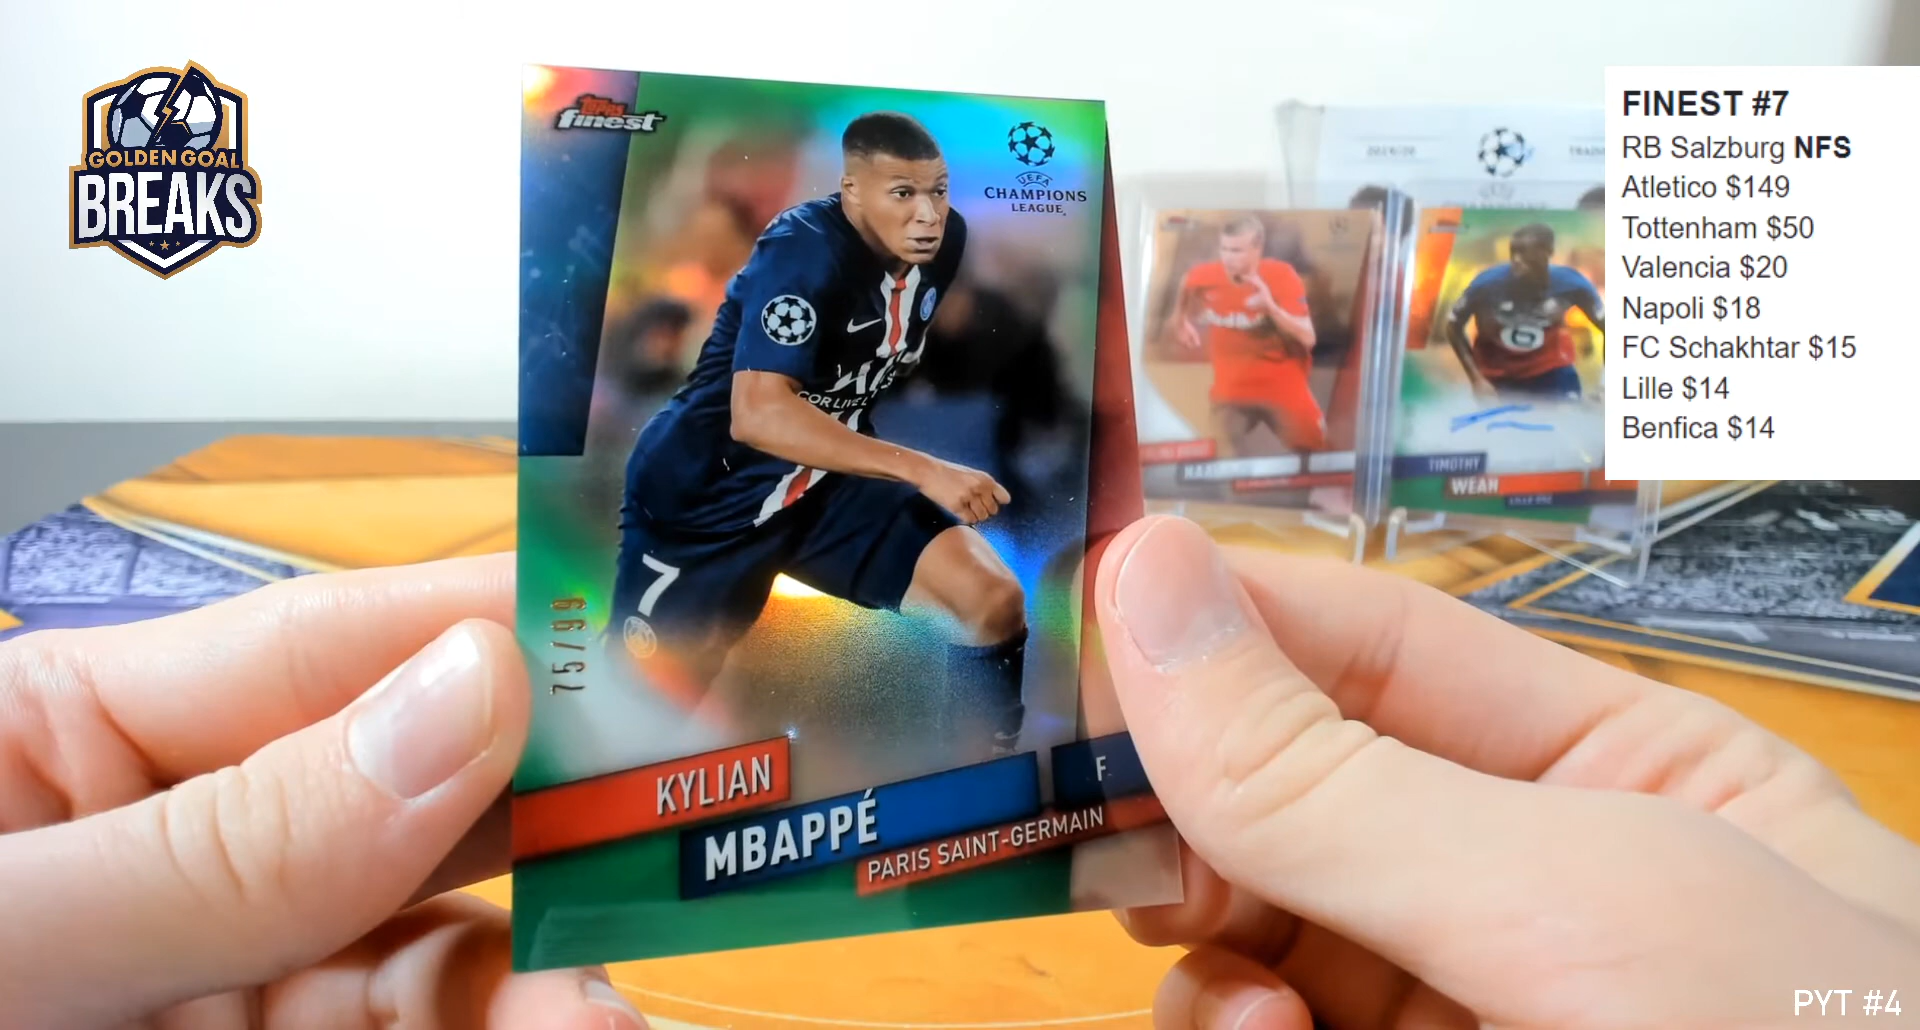 GOLDEN GOAL
BREAKS
Topps
finest
UEFA
CHAMPIONS
LEAGUE
7
75/99
KYLIAN
MBAPPÉ
F
PARIS SAINT-GERMAIN
TIMOTHY
WEAH
FINEST #7
RB Salzburg NFS
Atletico $149
Tottenham $50
Valencia $20
Napoli $18
FC Schakhtar $15
Lille $14
Benfica $14
PYT #4